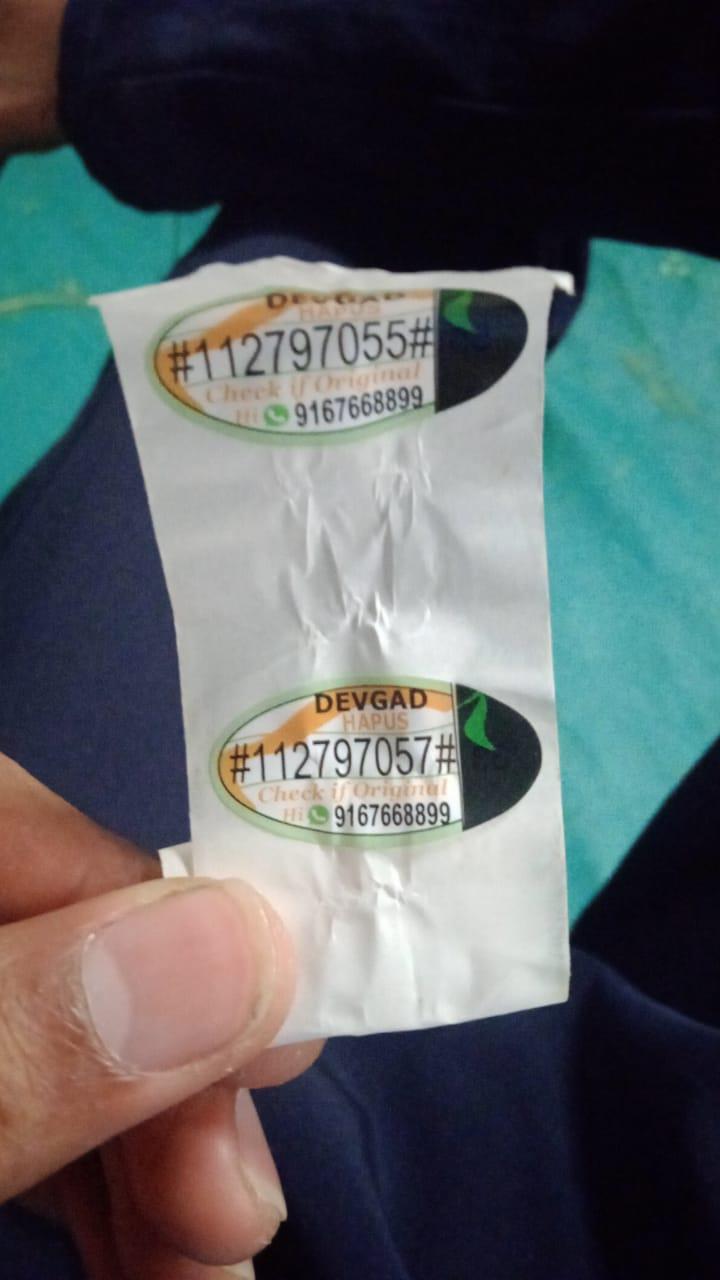 DEVGAD
HAPUS
#112797055#
Check if Original
Hi 9167668899
DEVGAD
HAPUS
#112797057#
Check if Original
Hi 9167668899